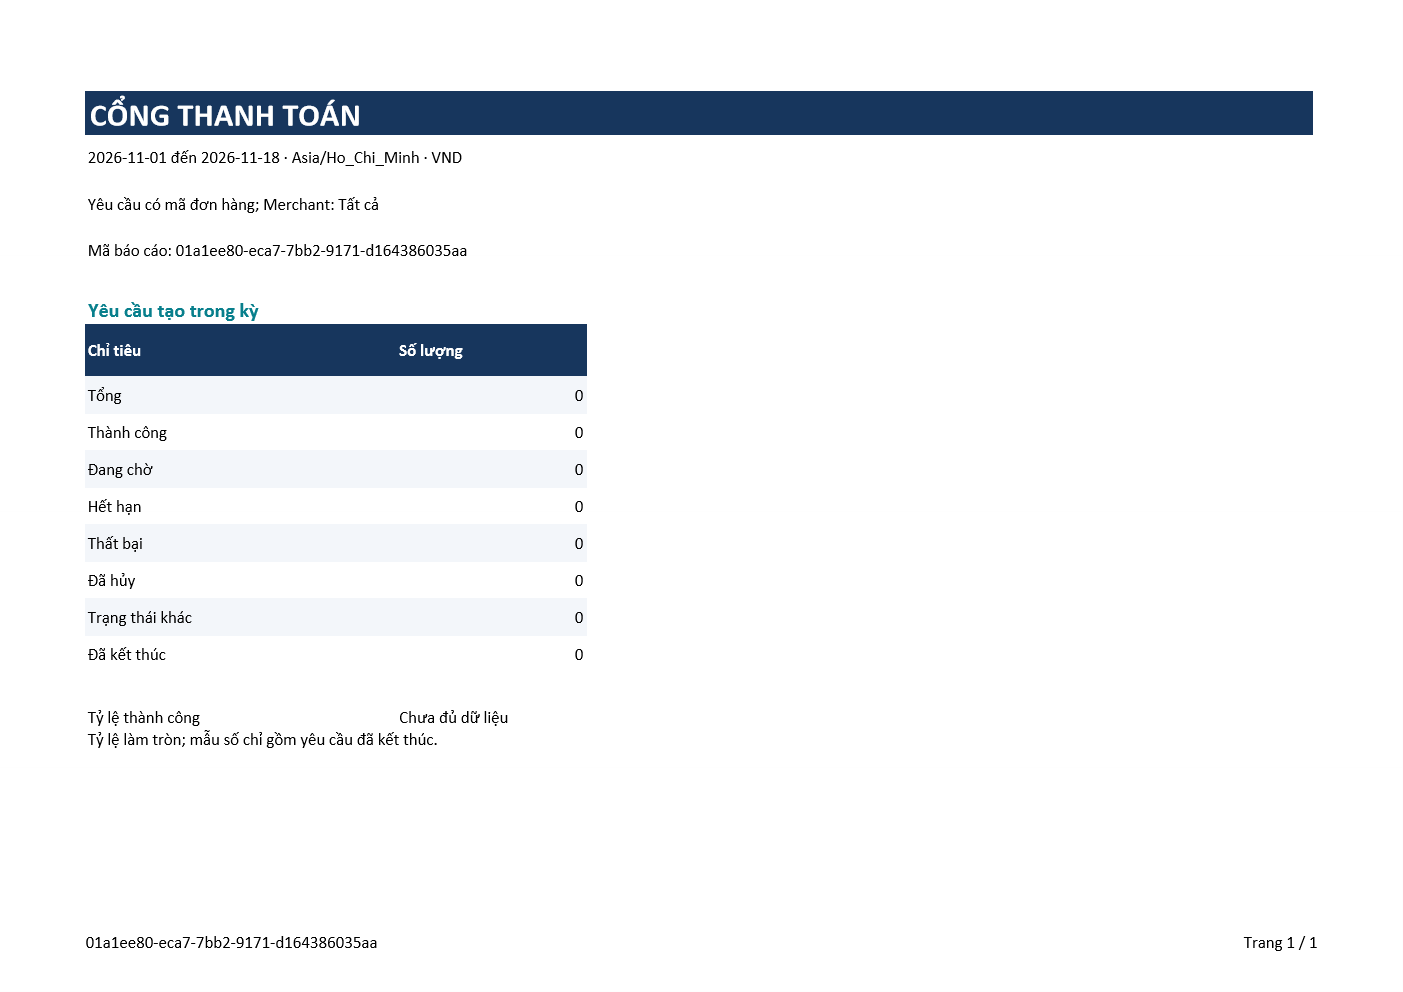 CỔNG THANH TOÁN
2026-11-01 đến 2026-11-18 · Asia/Ho_Chi_Minh · VND
Yêu cầu có mã đơn hàng; Merchant: Tất cả
Mã báo cáo: 01a1ee80-eca7-7bb2-9171-d164386035aa
Yêu cầu tạo trong kỳ
Chỉ tiêu Số lượng
Tổng 0
Thành công 0
Đang chờ 0
Hết hạn 0
Thất bại 0
Đã hủy 0
Trạng thái khác 0
Đã kết thúc 0
Tỷ lệ thành công Chưa đủ dữ liệu
Tỷ lệ làm tròn; mẫu số chỉ gồm yêu cầu đã kết thúc.
01a1ee80-eca7-7bb2-9171-d164386035aa Trang 1 / 1